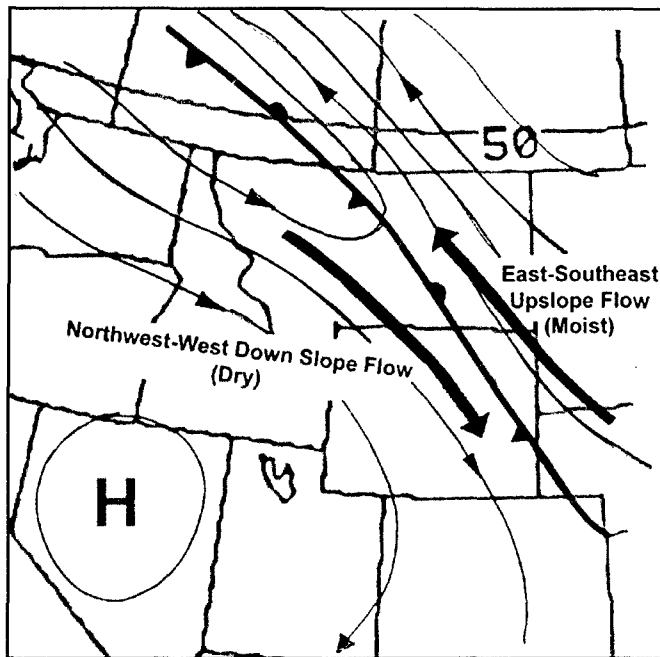 50
East-Southeast
Upslope Flow
(Moist)
Northwest-West Down Slope Flow
(Dry)
H